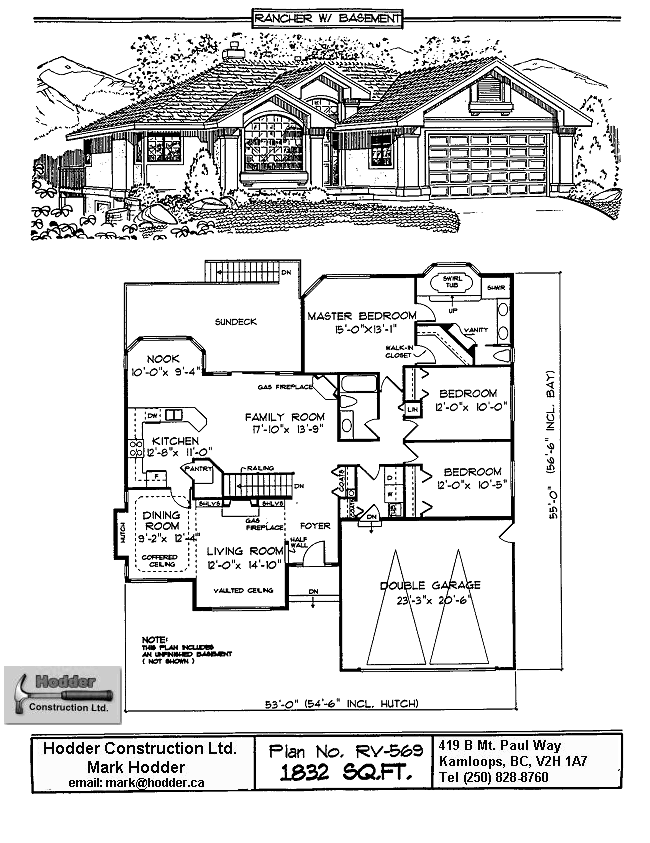 RANCHER W/ BASEMENT
DN
SUNDECK
MASTER BEDROOM
15'-0"x13'-1"
SWIRL
TUB
SHWR
UP
VANITY
WALK-IN
CLOSET
NOOK
10'-0"x 9'-4"
GAS FIREPLACE
FAMILY ROOM
17'-10"x 13'-9"
LIN
BEDROOM
12'-0"x 10'-0"
DW
KITCHEN
12'-8"x 11'-0"
F
PANTRY
RAILING
DN
COATS
D
BEDROOM
12'-0"x 10'-5"
SHLVS
SHLVS
GAS
FIREPLACE
HUTCH
DINING
ROOM
9'-2"x 12'-4"
COFFERED
CEILING
FOYER
HALF
WALL
DN
LIVING ROOM
12'-0"x 14'-10"
VAULTED CEILING
DN
DOUBLE GARAGE
23'-3"x 20'-6"
55'-0" (56'-6" INCL. BAY)
NOTE:
THIS PLAN INCLUDES
AN UNFINISHED BASEMENT
( NOT SHOWN )
Hodder
Construction Ltd.
53'-0" (54'-6" INCL. HUTCH)
Hodder Construction Ltd.
Mark Hodder
email: mark@hodder.ca
Plan No. RV-569
1832 SQ.FT.
419 B Mt. Paul Way
Kamloops, BC, V2H 1A7
Tel (250) 828-8760